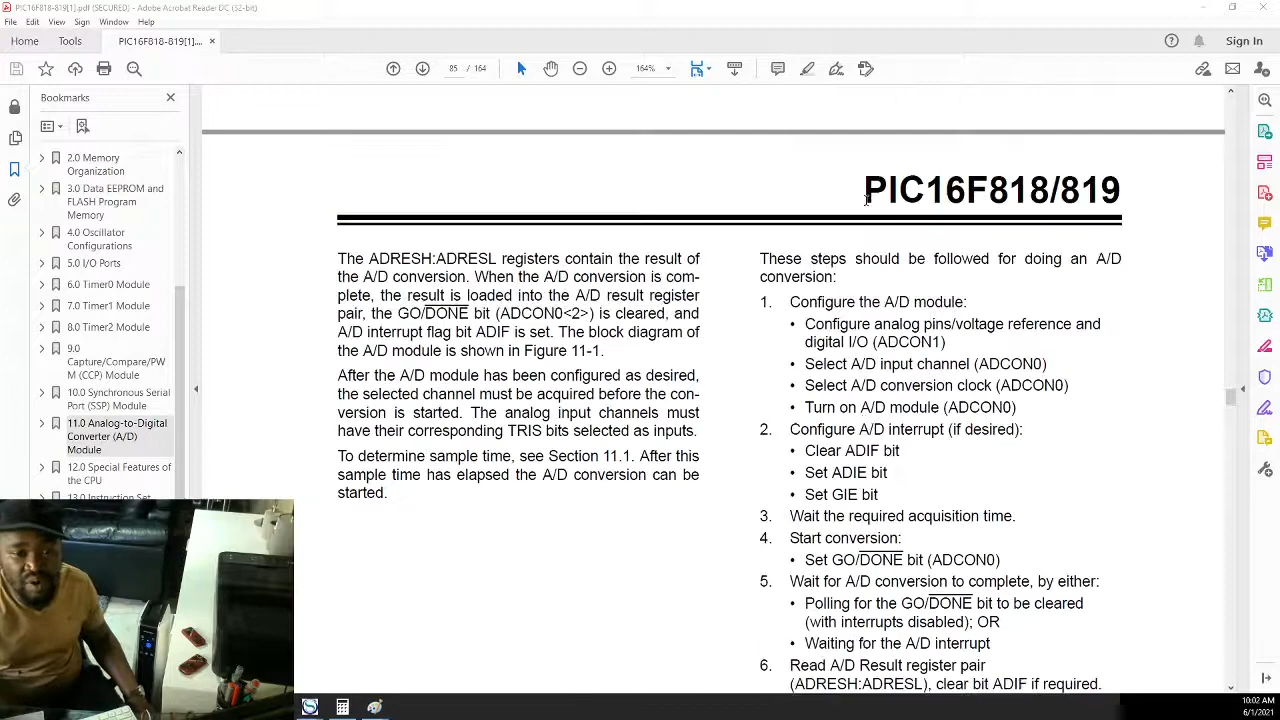 PIC16F818-819[1].pdf (SECURED) - Adobe Acrobat Reader DC (32-bit)
File Edit View Sign Window Help
Home Tools PIC16F818-819[1].... × Sign In
85 / 164 164%
Bookmarks
2.0 Memory
Organization
3.0 Data EEPROM and
FLASH Program
Memory
4.0 Oscillator
Configurations
5.0 I/O Ports
6.0 Timer0 Module
7.0 Timer1 Module
8.0 Timer2 Module
9.0
Capture/Compare/PW
M (CCP) Module
10.0 Synchronous Serial
Port (SSP) Module
11.0 Analog-to-Digital
Converter (A/D)
Module
12.0 Special Features of
the CPU
13.0 Instruction Set
PIC16F818/819
The ADRESH:ADRESL registers contain the result of
the A/D conversion. When the A/D conversion is com-
plete, the result is loaded into the A/D result register
pair, the GO/DONE bit (ADCON0<2>) is cleared, and
A/D interrupt flag bit ADIF is set. The block diagram of
the A/D module is shown in Figure 11-1.
After the A/D module has been configured as desired,
the selected channel must be acquired before the con-
version is started. The analog input channels must
have their corresponding TRIS bits selected as inputs.
To determine sample time, see Section 11.1. After this
sample time has elapsed the A/D conversion can be
started.
These steps should be followed for doing an A/D
conversion:
1. Configure the A/D module:
• Configure analog pins/voltage reference and
digital I/O (ADCON1)
• Select A/D input channel (ADCON0)
• Select A/D conversion clock (ADCON0)
• Turn on A/D module (ADCON0)
2. Configure A/D interrupt (if desired):
• Clear ADIF bit
• Set ADIE bit
• Set GIE bit
3. Wait the required acquisition time.
4. Start conversion:
• Set GO/DONE bit (ADCON0)
5. Wait for A/D conversion to complete, by either:
• Polling for the GO/DONE bit to be cleared
(with interrupts disabled); OR
• Waiting for the A/D interrupt
6. Read A/D Result register pair
(ADRESH:ADRESL), clear bit ADIF if required.
10:02 AM
6/1/2021